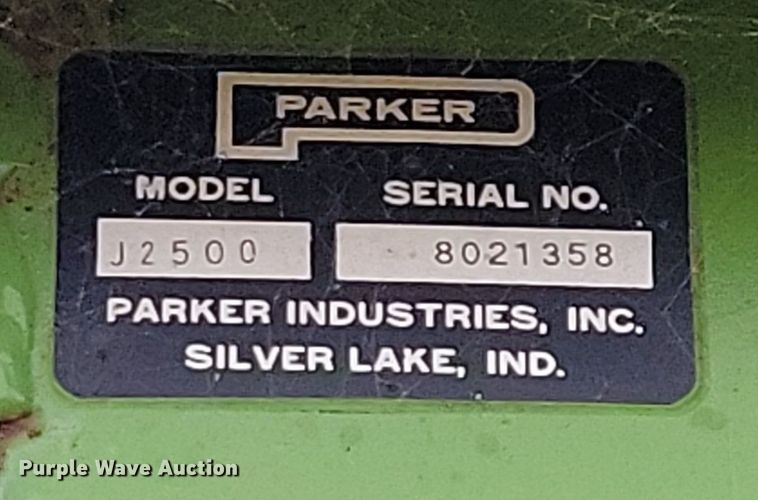 PARKER
MODEL SERIAL NO.
J2500 8021358
PARKER INDUSTRIES, INC.
SILVER LAKE, IND.
Purple Wave Auction